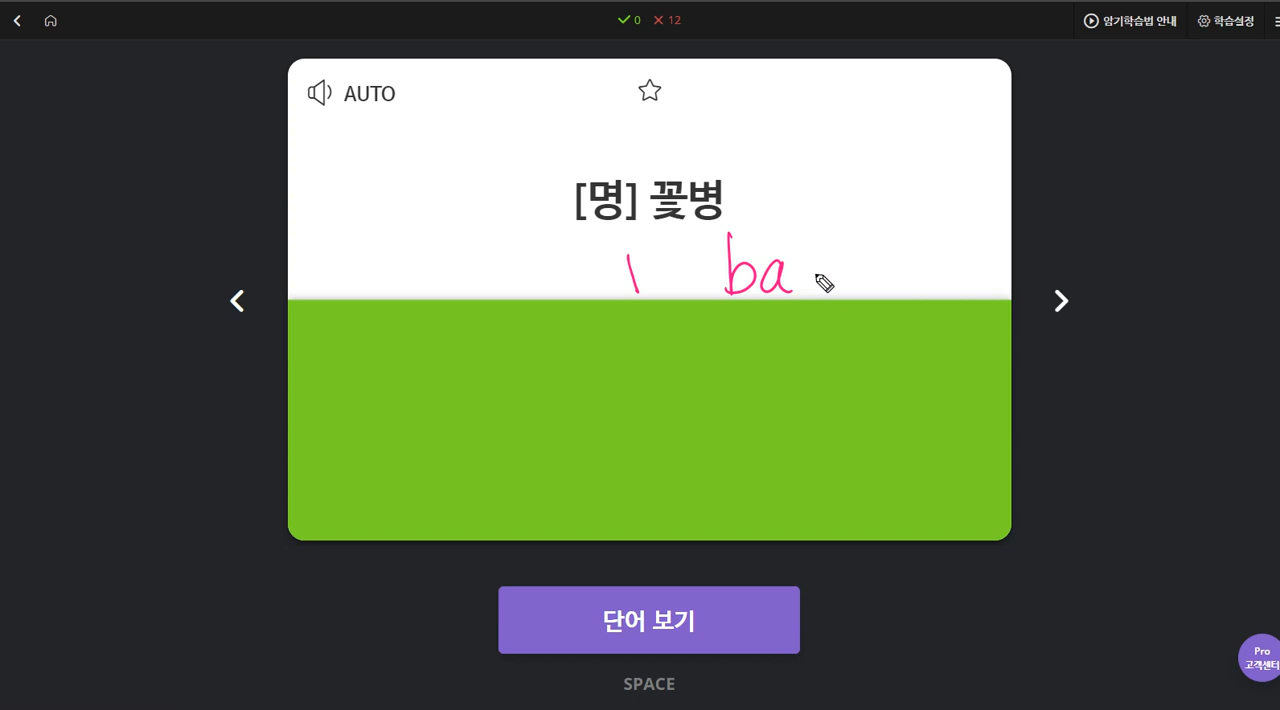 0 12 암기학습법 안내 학습설정
AUTO
[명] 꽃병
ba
단어 보기
Pro
고객센터
SPACE